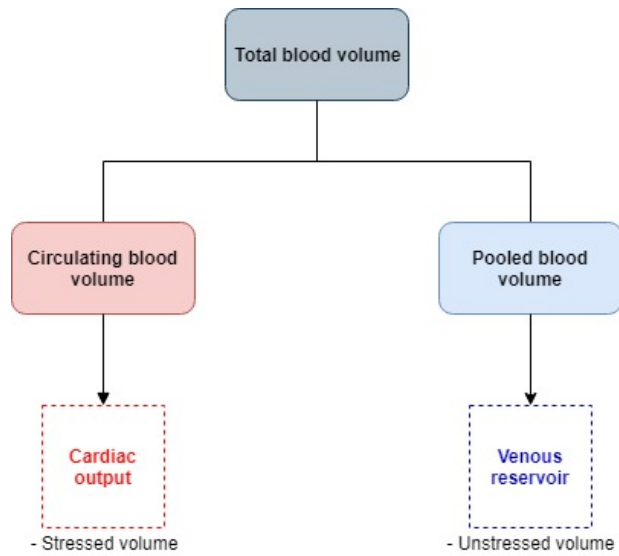 Total blood volume
Circulating blood
volume
Pooled blood
volume
Cardiac
output
Venous
reservoir
- Stressed volume
- Unstressed volume